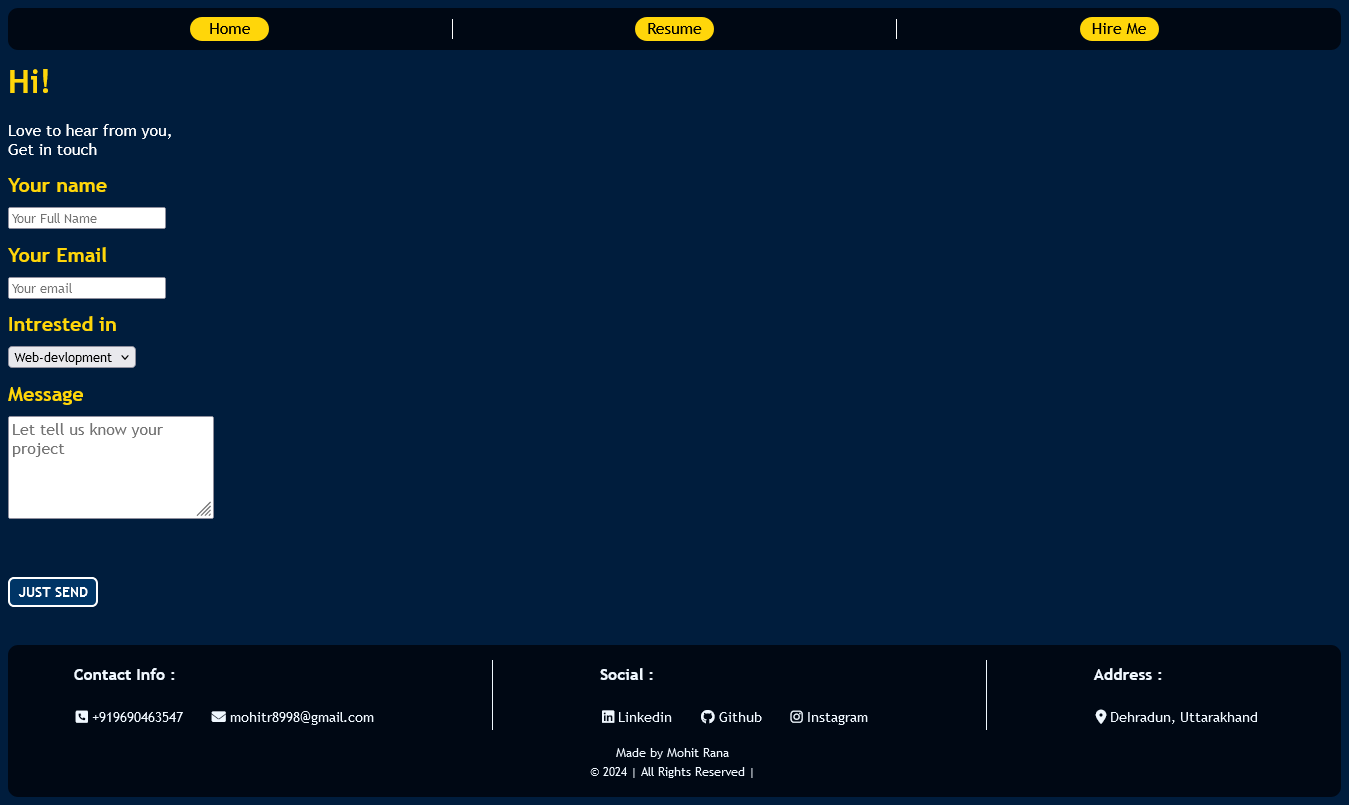 Home Resume Hire Me
Hi!
Love to hear from you,
Get in touch
Your name
Your Full Name
Your Email
Your email
Intrested in
Web-devlopment
Message
Let tell us know your
project
JUST SEND
Contact Info : Social : Address :
+919690463547 mohitr8998@gmail.com Linkedin Github Instagram Dehradun, Uttarakhand
Made by Mohit Rana
© 2024 | All Rights Reserved |